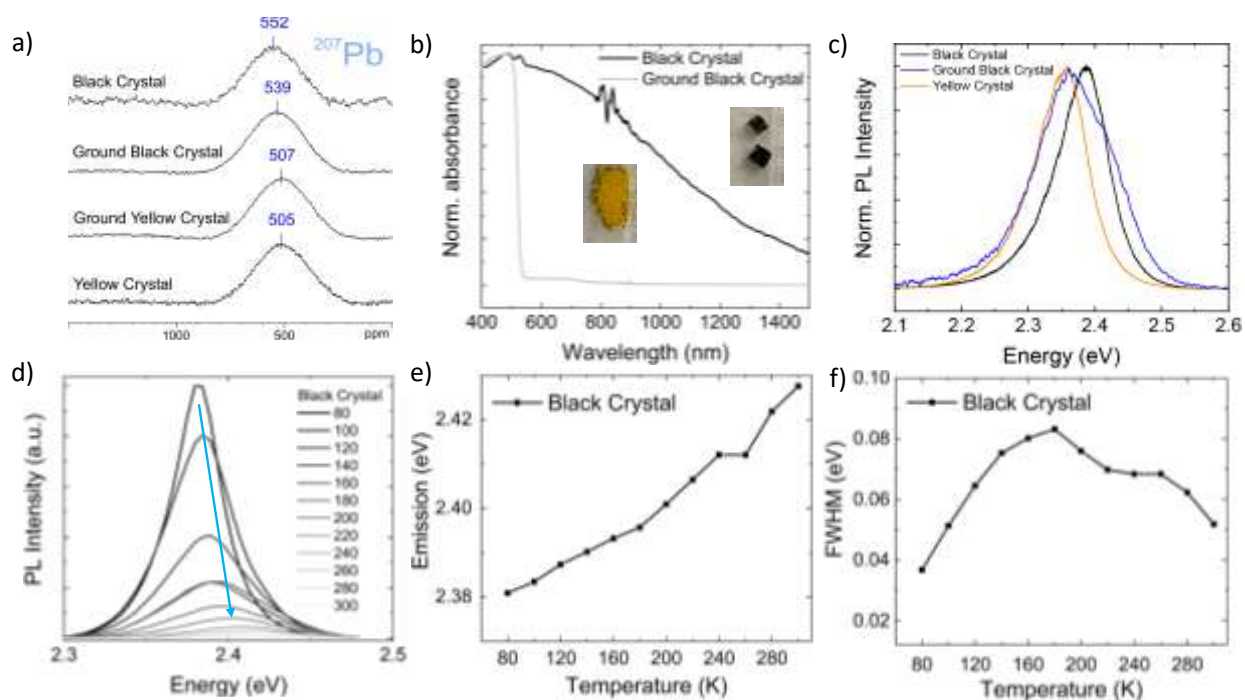 a)
552
²⁰⁷Pb
Black Crystal
539
Ground Black Crystal
507
Ground Yellow Crystal
505
Yellow Crystal
1000
500
ppm
b)
Black Crystal
Ground Black Crystal
Norm. absorbance
400 600 800 1000 1200 1400
Wavelength (nm)
c)
Black Crystal
Ground Black Crystal
Yellow Crystal
Norm. PL Intensity
2.1 2.2 2.3 2.4 2.5 2.6
Energy (eV)
d)
Black Crystal
80
100
120
140
160
180
200
220
240
260
280
300
PL Intensity (a.u.)
2.3 2.4 2.5
Energy (eV)
e)
Black Crystal
Emission (eV)
2.42
2.40
2.38
80 120 160 200 240 280
Temperature (K)
f)
Black Crystal
FWHM (eV)
0.10
0.08
0.06
0.04
0.02
80 120 160 200 240 280
Temperature (K)